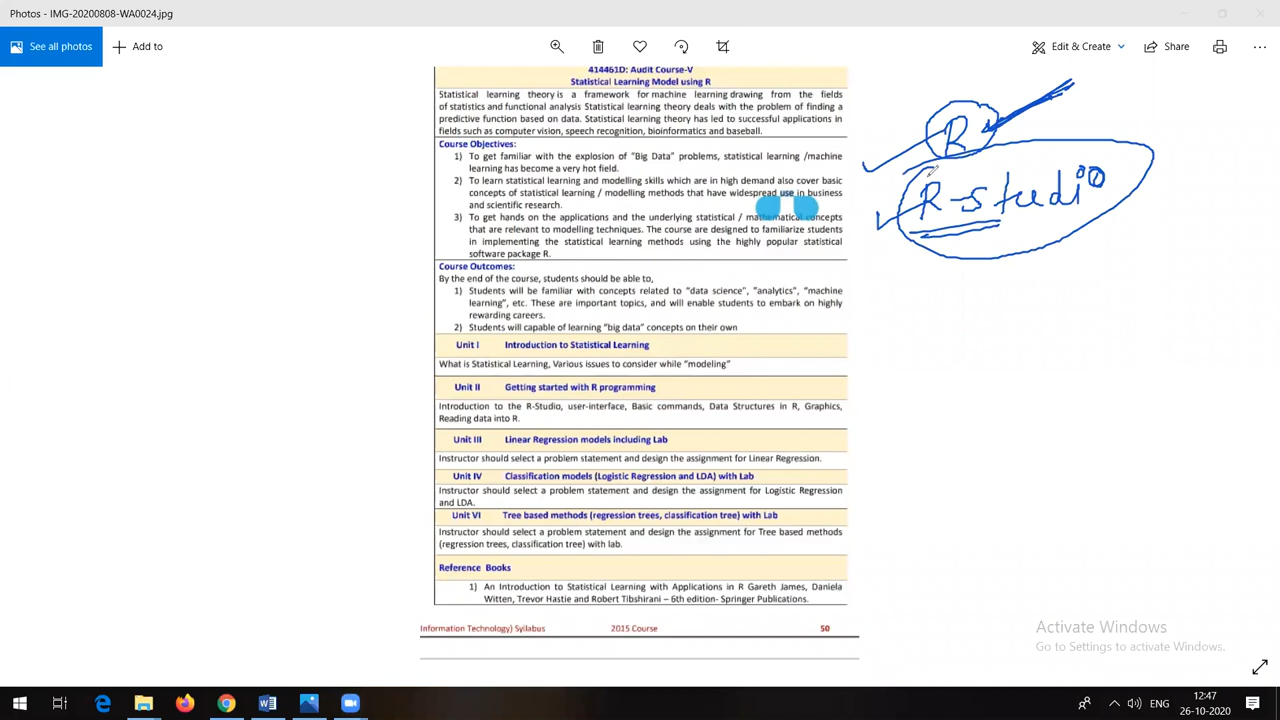 Photos - IMG-20200808-WA0024.jpg
See all photos
Add to
Edit & Create
Share
414461D: Audit Course-V
Statistical Learning Model using R
Statistical learning theory is a framework for machine learning drawing from the fields
of statistics and functional analysis Statistical learning theory deals with the problem of finding a
predictive function based on data. Statistical learning theory has led to successful applications in
fields such as computer vision, speech recognition, bioinformatics and baseball.
Course Objectives:
1) To get familiar with the explosion of "Big Data" problems, statistical learning /machine
learning has become a very hot field.
2) To learn statistical learning and modelling skills which are in high demand also cover basic
concepts of statistical learning / modelling methods that have widespread use in business
and scientific research.
3) To get hands on the applications and the underlying statistical / mathematical concepts
that are relevant to modelling techniques. The course are designed to familiarize students
in implementing the statistical learning methods using the highly popular statistical
software package R.
Course Outcomes:
By the end of the course, students should be able to,
1) Students will be familiar with concepts related to "data science", "analytics", "machine
learning", etc. These are important topics, and will enable students to embark on highly
rewarding careers.
2) Students will capable of learning "big data" concepts on their own
Unit I Introduction to Statistical Learning
What is Statistical Learning, Various issues to consider while "modeling"
Unit II Getting started with R programming
Introduction to the R-Studio, user-interface, Basic commands, Data Structures in R, Graphics,
Reading data into R.
Unit III Linear Regression models including Lab
Instructor should select a problem statement and design the assignment for Linear Regression.
Unit IV Classification models (Logistic Regression and LDA) with Lab
Instructor should select a problem statement and design the assignment for Logistic Regression
and LDA.
Unit VI Tree based methods (regression trees, classification tree) with Lab
Instructor should select a problem statement and design the assignment for Tree based methods
(regression trees, classification tree) with lab.
Reference Books
1) An Introduction to Statistical Learning with Applications in R Gareth James, Daniela
Witten, Trevor Hastie and Robert Tibshirani – 6th edition- Springer Publications.
Information Technology) Syllabus 2015 Course 50
R
R-studio
Activate Windows
Go to Settings to activate Windows.
ENG
12:47
26-10-2020